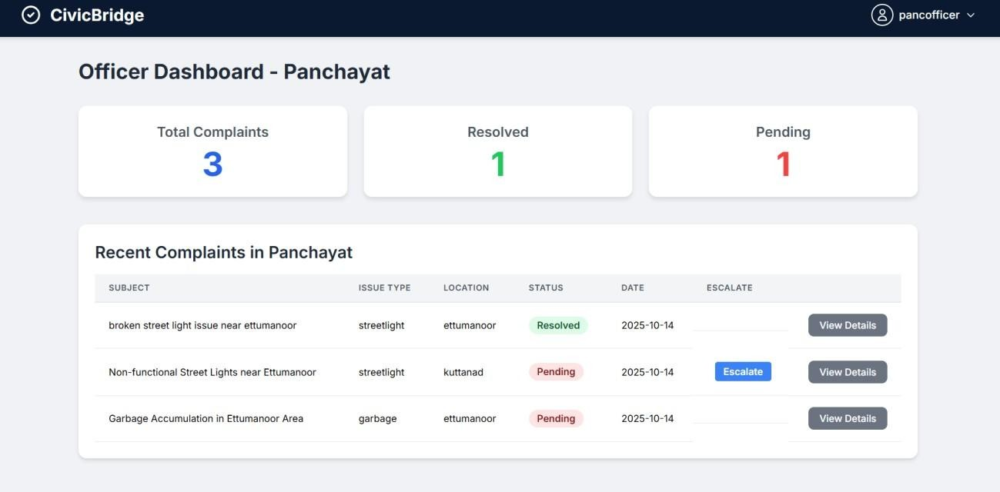 CivicBridge
pancofficer
Officer Dashboard - Panchayat
Total Complaints
3
Resolved
1
Pending
1
Recent Complaints in Panchayat
SUBJECT ISSUE TYPE LOCATION STATUS DATE ESCALATE
broken street light issue near ettumanoor streetlight ettumanoor Resolved 2025-10-14 View Details
Non-functional Street Lights near Ettumanoor streetlight kuttanad Pending 2025-10-14 Escalate View Details
Garbage Accumulation in Ettumanoor Area garbage ettumanoor Pending 2025-10-14 View Details